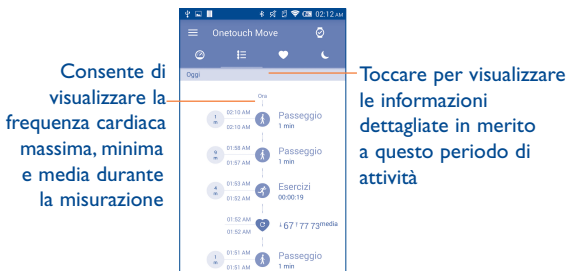 02:12 AM
Onetouch Move
Oggi
Ora
02:10 AM
Passeggio
1
1 min
02:10 AM
01:58 AM
Passeggio
1 min
01:57 AM
01:53 AM
Esercizi
00:00:19
01:52 AM
01:52 AM
↓67 ↑77 73media
01:52 AM
01:51 AM
Passeggio
1
1 min
01:51 AM
Consente di
visualizzare la
frequenza cardiaca
massima, minima
e media durante
la misurazione
Toccare per visualizzare
le informazioni
dettagliate in merito
a questo periodo di
attività